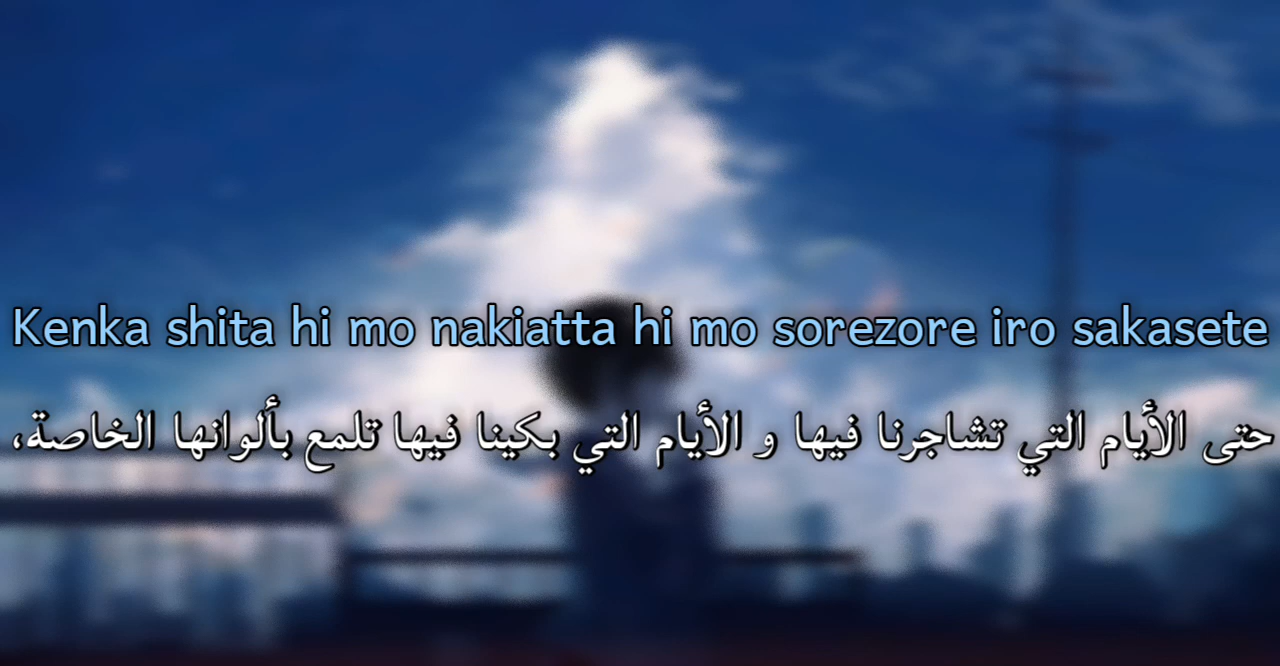 Kenka shita hi mo nakiatta hi mo sorezore iro sakasete
حتى الأيام التي تشاجرنا فيها و الأيام التي بكينا فيها تلمع بألوانها الخاصة،